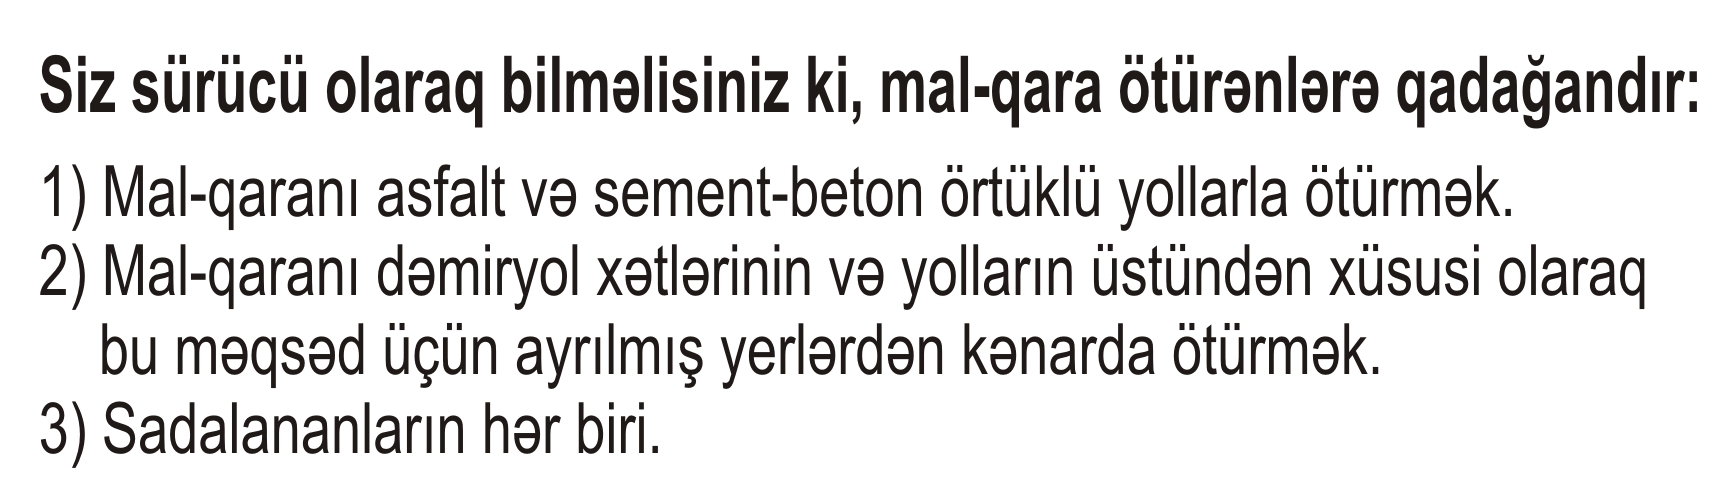 Siz sürücü olaraq bilməlisiniz ki, mal-qara ötürənlərə qadağandır:
1) Mal-qaranı asfalt və sement-beton örtüklü yollarla ötürmək.
2) Mal-qaranı dəmiryol xətlərinin və yolların üstündən xüsusi olaraq
bu məqsəd üçün ayrılmış yerlərdən kənarda ötürmək.
3) Sadalananların hər biri.